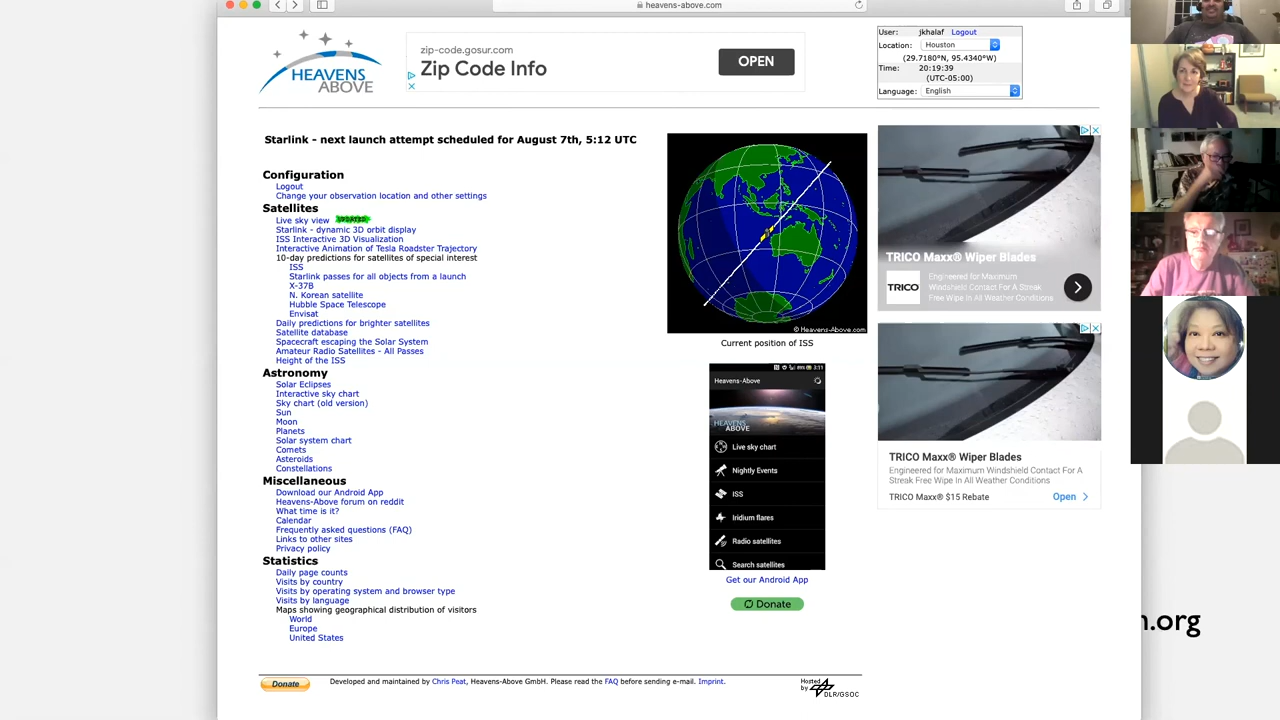 heavens-above.com
HEAVENS
ABOVE
zip-code.gosur.com
Zip Code Info
OPEN
User: jkhalaf Logout
Location: Houston
(29.7180°N, 95.4340°W)
Time: 20:19:39
(UTC-05:00)
Language: English
Starlink - next launch attempt scheduled for August 7th, 5:12 UTC
Configuration
Logout
Change your observation location and other settings
Satellites
Live sky view UPDATED
Starlink - dynamic 3D orbit display
ISS Interactive 3D Visualization
Interactive Animation of Tesla Roadster Trajectory
10-day predictions for satellites of special interest
ISS
Starlink passes for all objects from a launch
X-37B
N. Korean satellite
Hubble Space Telescope
Envisat
Daily predictions for brighter satellites
Satellite database
Spacecraft escaping the Solar System
Amateur Radio Satellites - All Passes
Height of the ISS
Astronomy
Solar Eclipses
Interactive sky chart
Sky chart (old version)
Sun
Moon
Planets
Solar system chart
Comets
Asteroids
Constellations
Miscellaneous
Download our Android App
Heavens-Above forum on reddit
What time is it?
Calendar
Frequently asked questions (FAQ)
Links to other sites
Privacy policy
Statistics
Daily page counts
Visits by country
Visits by operating system and browser type
Visits by language
Maps showing geographical distribution of visitors
World
Europe
United States
© Heavens-Above.com
Current position of ISS
3:11
Heavens-Above
HEAVENS
ABOVE
Live sky chart
Nightly Events
ISS
Iridium flares
Radio satellites
Search satellites
Get our Android App
Donate
TRICO Maxx® Wiper Blades
TRICO
Engineered for Maximum
Windshield Contact For A Streak
Free Wipe In All Weather Conditions
TRICO Maxx® Wiper Blades
Engineered for Maximum Windshield Contact For A
Streak Free Wipe In All Weather Conditions
TRICO Maxx® $15 Rebate
Open
n.org
Donate
Developed and maintained by Chris Peat, Heavens-Above GmbH. Please read the FAQ before sending e-mail. Imprint.
Hosted
by
DLR/GSOC